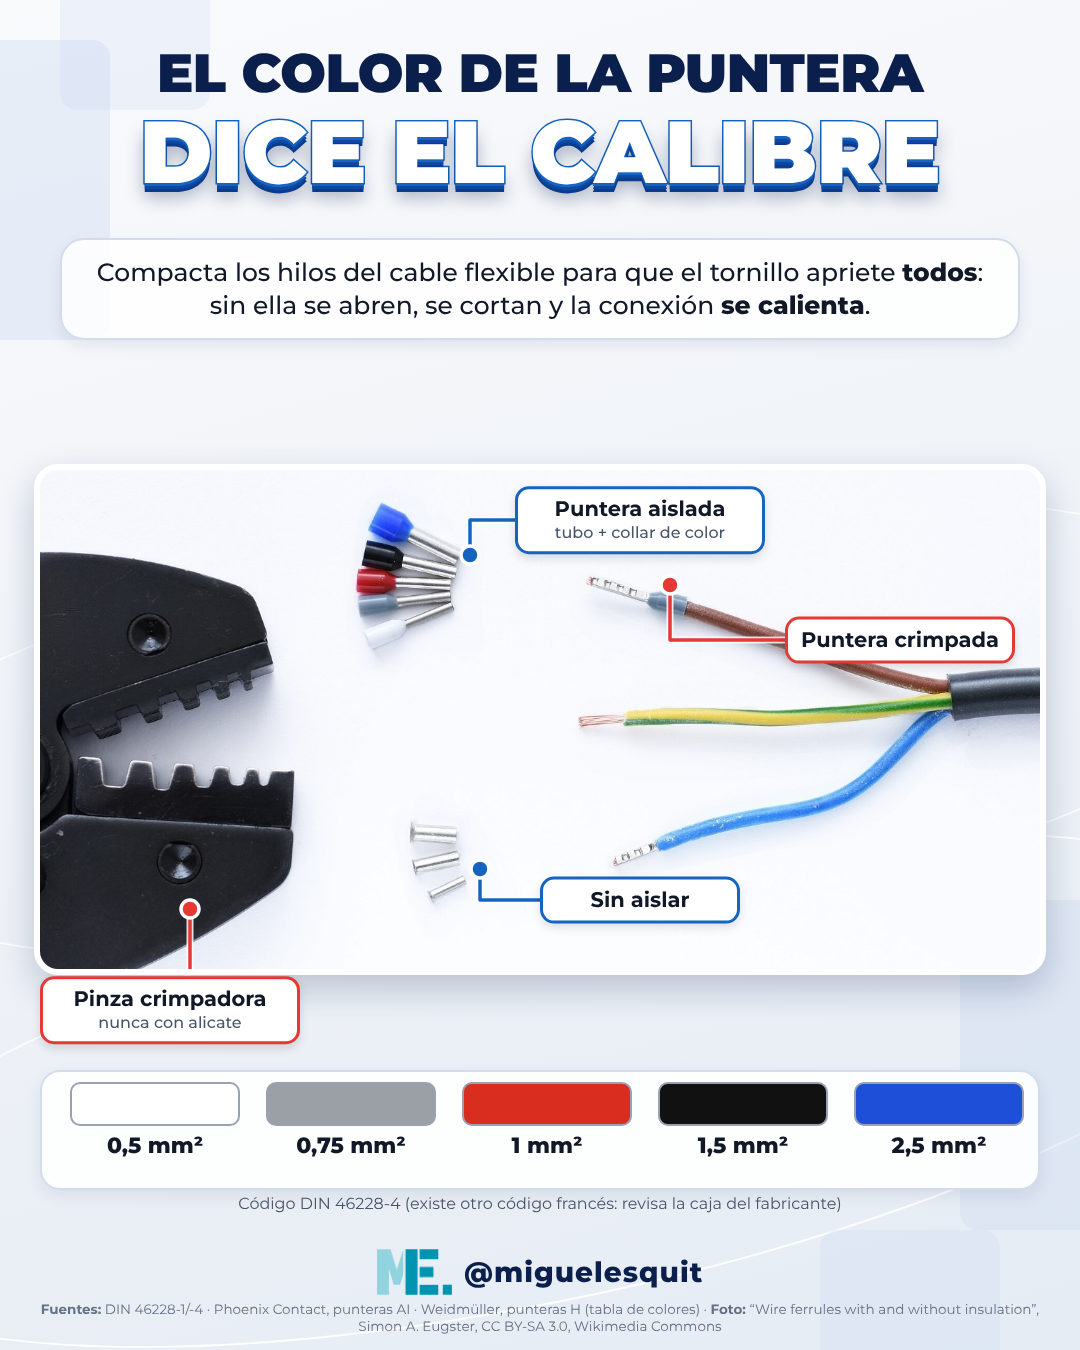 EL COLOR DE LA PUNTERA
DICE EL CALIBRE
Compacta los hilos del cable flexible para que el tornillo apriete todos:
sin ella se abren, se cortan y la conexión se calienta.
Puntera aislada
tubo + collar de color
Puntera crimpada
Sin aislar
Pinza crimpadora
nunca con alicate
0,5 mm²
0,75 mm²
1 mm²
1,5 mm²
2,5 mm²
Código DIN 46228-4 (existe otro código francés: revisa la caja del fabricante)
ME. @miguelesquit
Fuentes: DIN 46228-1/-4 · Phoenix Contact, punteras AI · Weidmüller, punteras H (tabla de colores) · Foto: “Wire ferrules with and without insulation”,
Simon A. Eugster, CC BY-SA 3.0, Wikimedia Commons